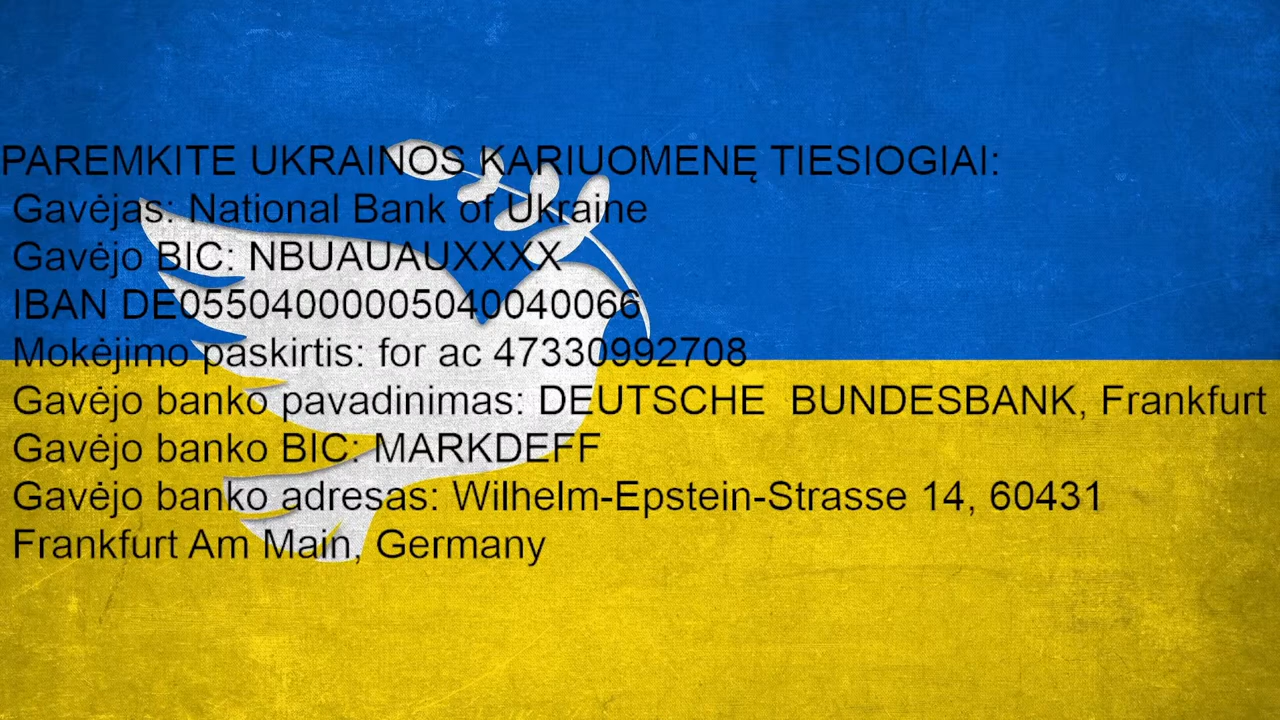 PAREMKITE UKRAINOS KARIUOMENĘ TIESIOGIAI:
Gavėjas: National Bank of Ukraine
Gavėjo BIC: NBUAUAUXXXX
IBAN DE05504000005040040066
Mokėjimo paskirtis: for ac 47330992708
Gavėjo banko pavadinimas: DEUTSCHE  BUNDESBANK, Frankfurt
Gavėjo banko BIC: MARKDEFF
Gavėjo banko adresas: Wilhelm-Epstein-Strasse 14, 60431
Frankfurt Am Main, Germany